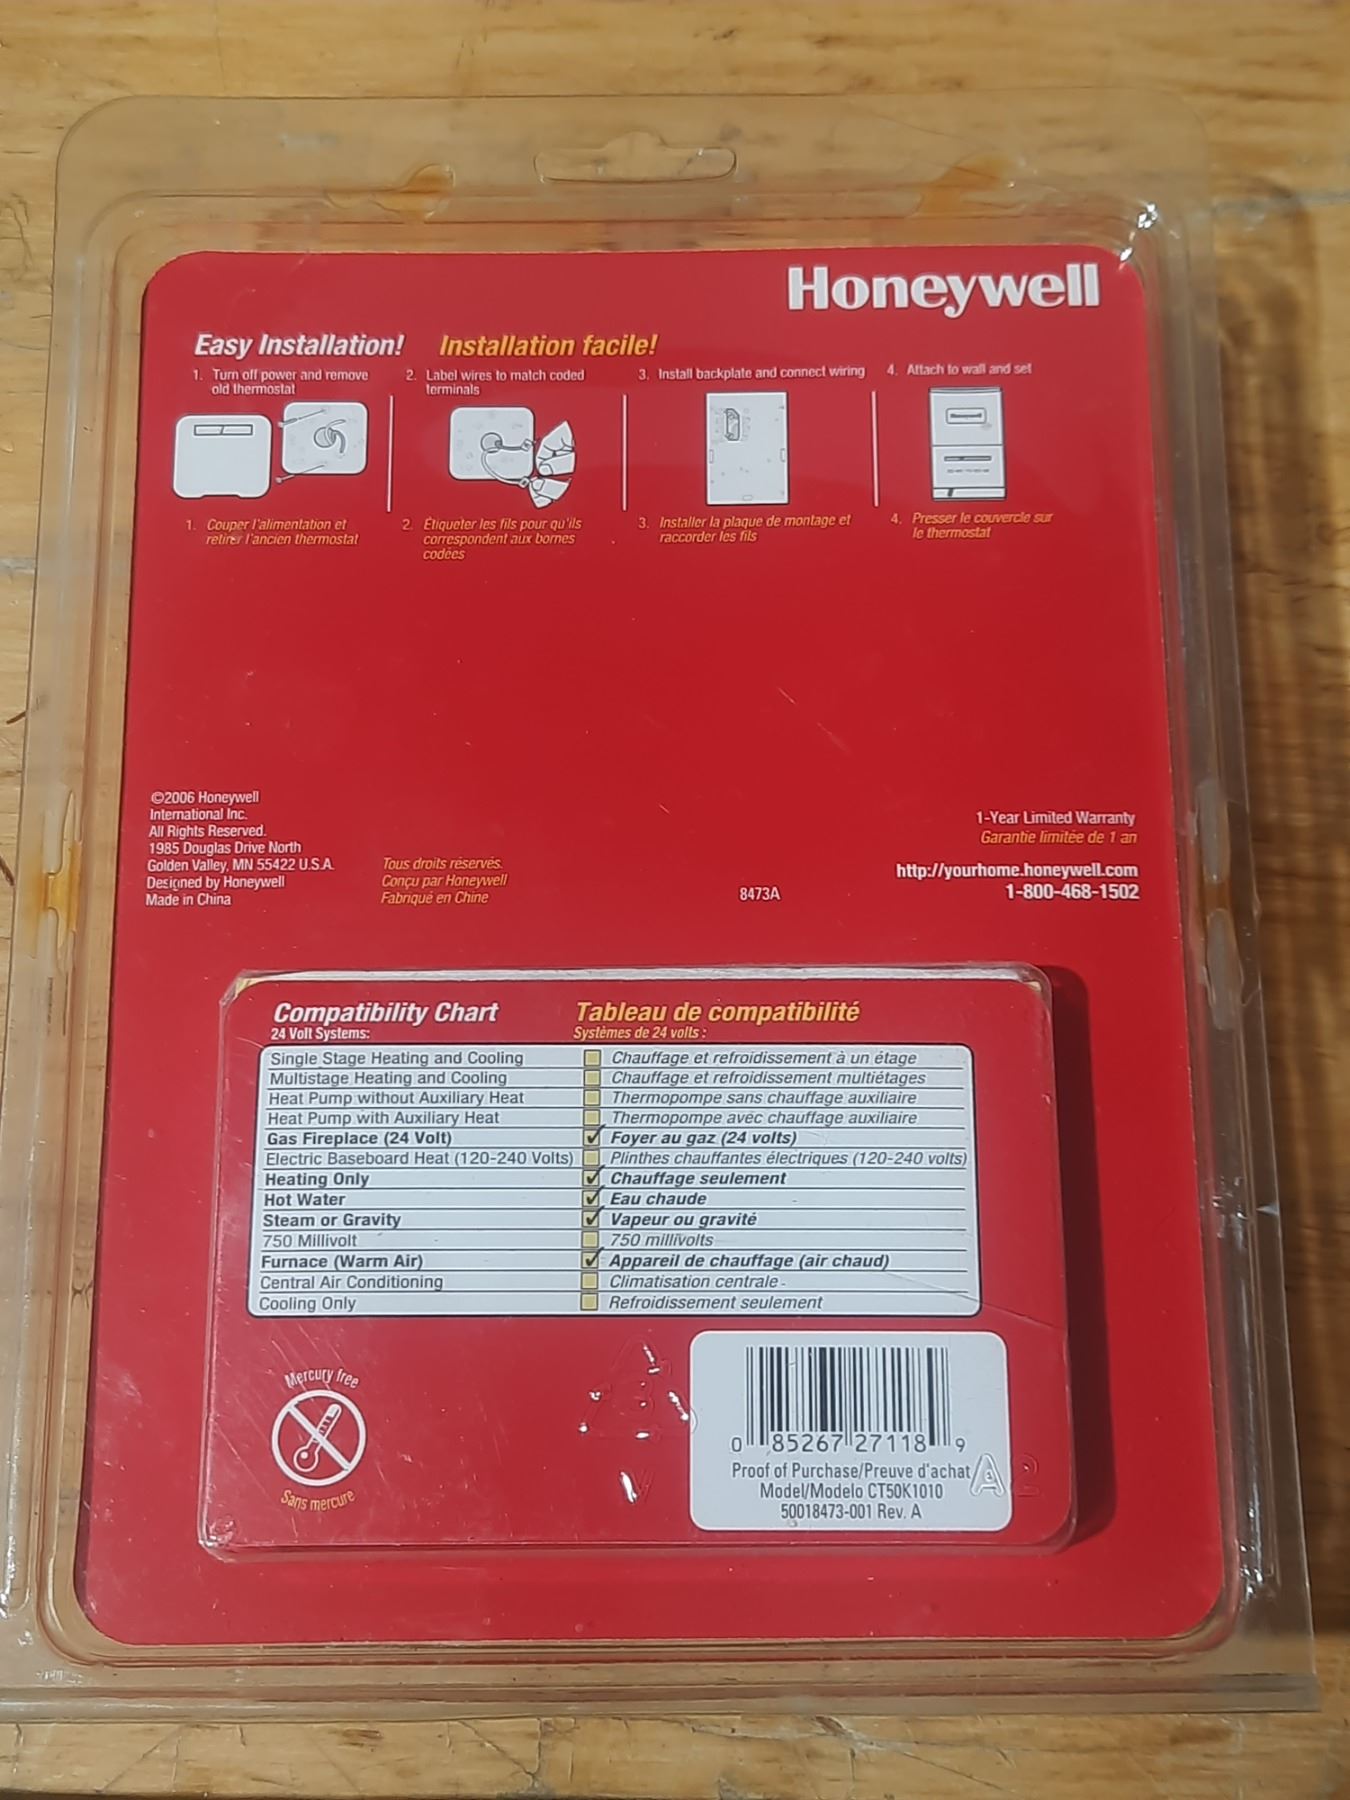 Honeywell
Easy Installation! Installation facile!
1. Turn off power and remove
old thermostat
2. Label wires to match coded
terminals
3. Install backplate and connect wiring
4. Attach to wall and set
Honeywell
1. Couper l'alimentation et
retirer l'ancien thermostat
2. Étiqueter les fils pour qu'ils
correspondent aux bornes
codées
3. Installer la plaque de montage et
raccorder les fils
4. Presser le couvercle sur
le thermostat
©2006 Honeywell
International Inc.
All Rights Reserved.
1985 Douglas Drive North
Golden Valley, MN 55422 U.S.A.
Designed by Honeywell
Made in China
Tous droits réservés.
Conçu par Honeywell
Fabriqué en Chine
8473A
1-Year Limited Warranty
Garantie limitée de 1 an
http://yourhome.honeywell.com
1-800-468-1502
Compatibility Chart Tableau de compatibilité
24 Volt Systems: Systèmes de 24 volts :
Single Stage Heating and Cooling Chauffage et refroidissement à un étage
Multistage Heating and Cooling Chauffage et refroidissement multiétages
Heat Pump without Auxiliary Heat Thermopompe sans chauffage auxiliaire
Heat Pump with Auxiliary Heat Thermopompe avec chauffage auxiliaire
Gas Fireplace (24 Volt) ✓ Foyer au gaz (24 volts)
Electric Baseboard Heat (120-240 Volts) Plinthes chauffantes électriques (120-240 volts)
Heating Only ✓ Chauffage seulement
Hot Water ✓ Eau chaude
Steam or Gravity ✓ Vapeur ou gravité
750 Millivolt 750 millivolts
Furnace (Warm Air) ✓ Appareil de chauffage (air chaud)
Central Air Conditioning Climatisation centrale
Cooling Only Refroidissement seulement
Mercury free
Sans mercure
0 85267 27118 9
Proof of Purchase/Preuve d'achat
Model/Modelo CT50K1010
50018473-001 Rev. A